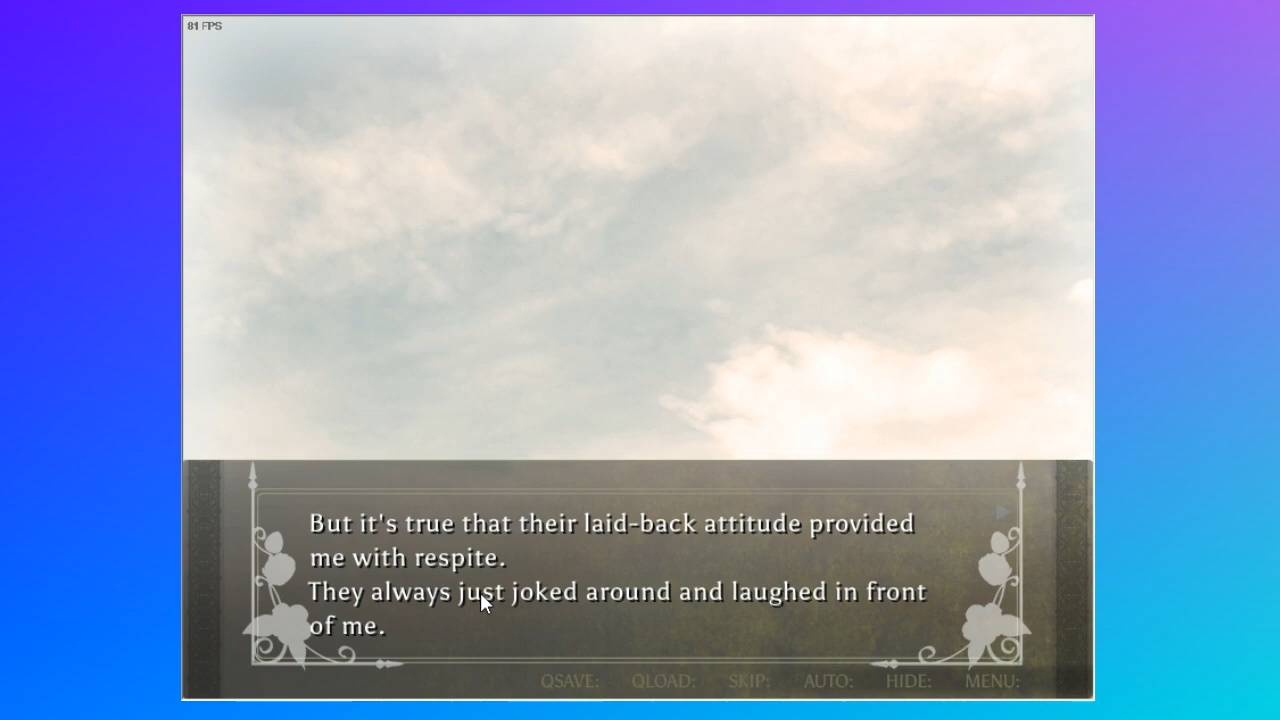 81 FPS
But it's true that their laid-back attitude provided
me with respite.
They always just joked around and laughed in front
of me.
QSAVE: QLOAD: SKIP: AUTO: HIDE: MENU: